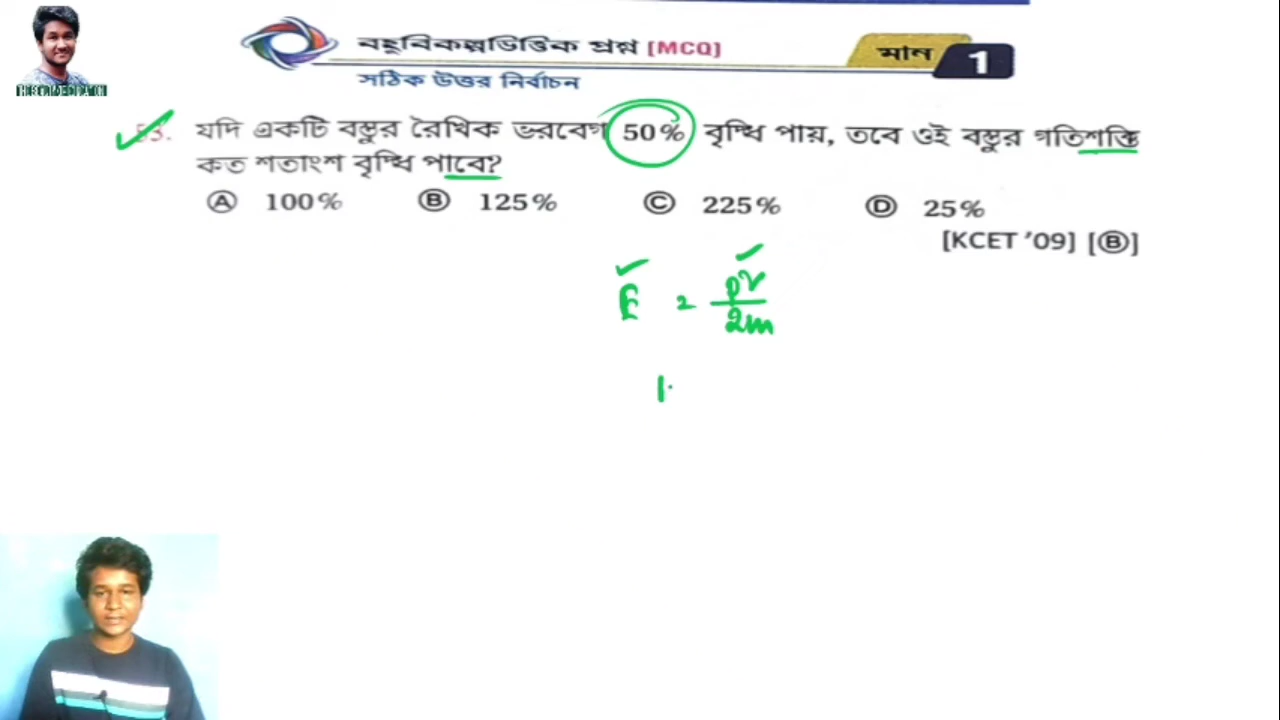 বহুবিকল্পভিত্তিক প্রশ্ন [MCQ]
মান 1
সঠিক উত্তর নির্বাচন
53. যদি একটি বস্তুর রৈখিক ভরবেগ 50% বৃদ্ধি পায়, তবে ওই বস্তুর গতিশক্তি
কত শতাংশ বৃদ্ধি পাবে?
Ⓐ 100% Ⓑ 125% Ⓒ 225% Ⓓ 25%
[KCET ’09] [Ⓑ]
E = p²
2m